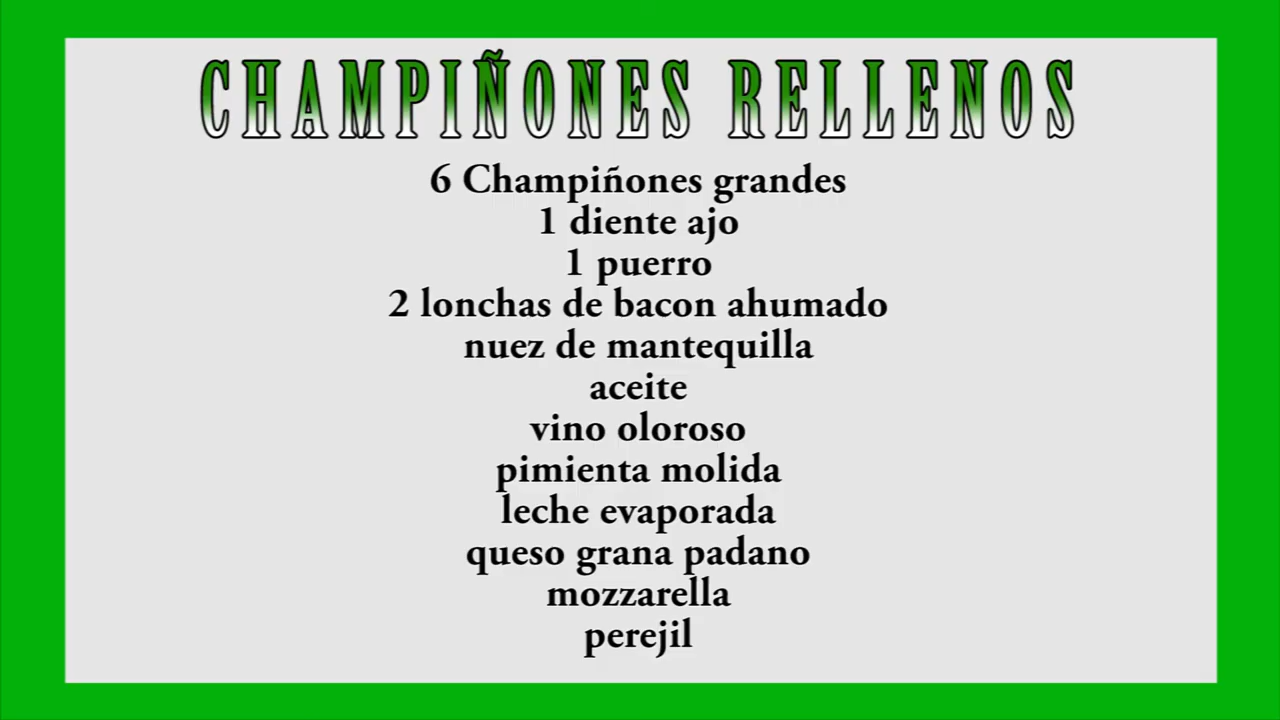 CHAMPIÑONES RELLENOS
6 Champiñones grandes
1 diente ajo
1 puerro
2 lonchas de bacon ahumado
nuez de mantequilla
aceite
vino oloroso
pimienta molida
leche evaporada
queso grana padano
mozzarella
perejil